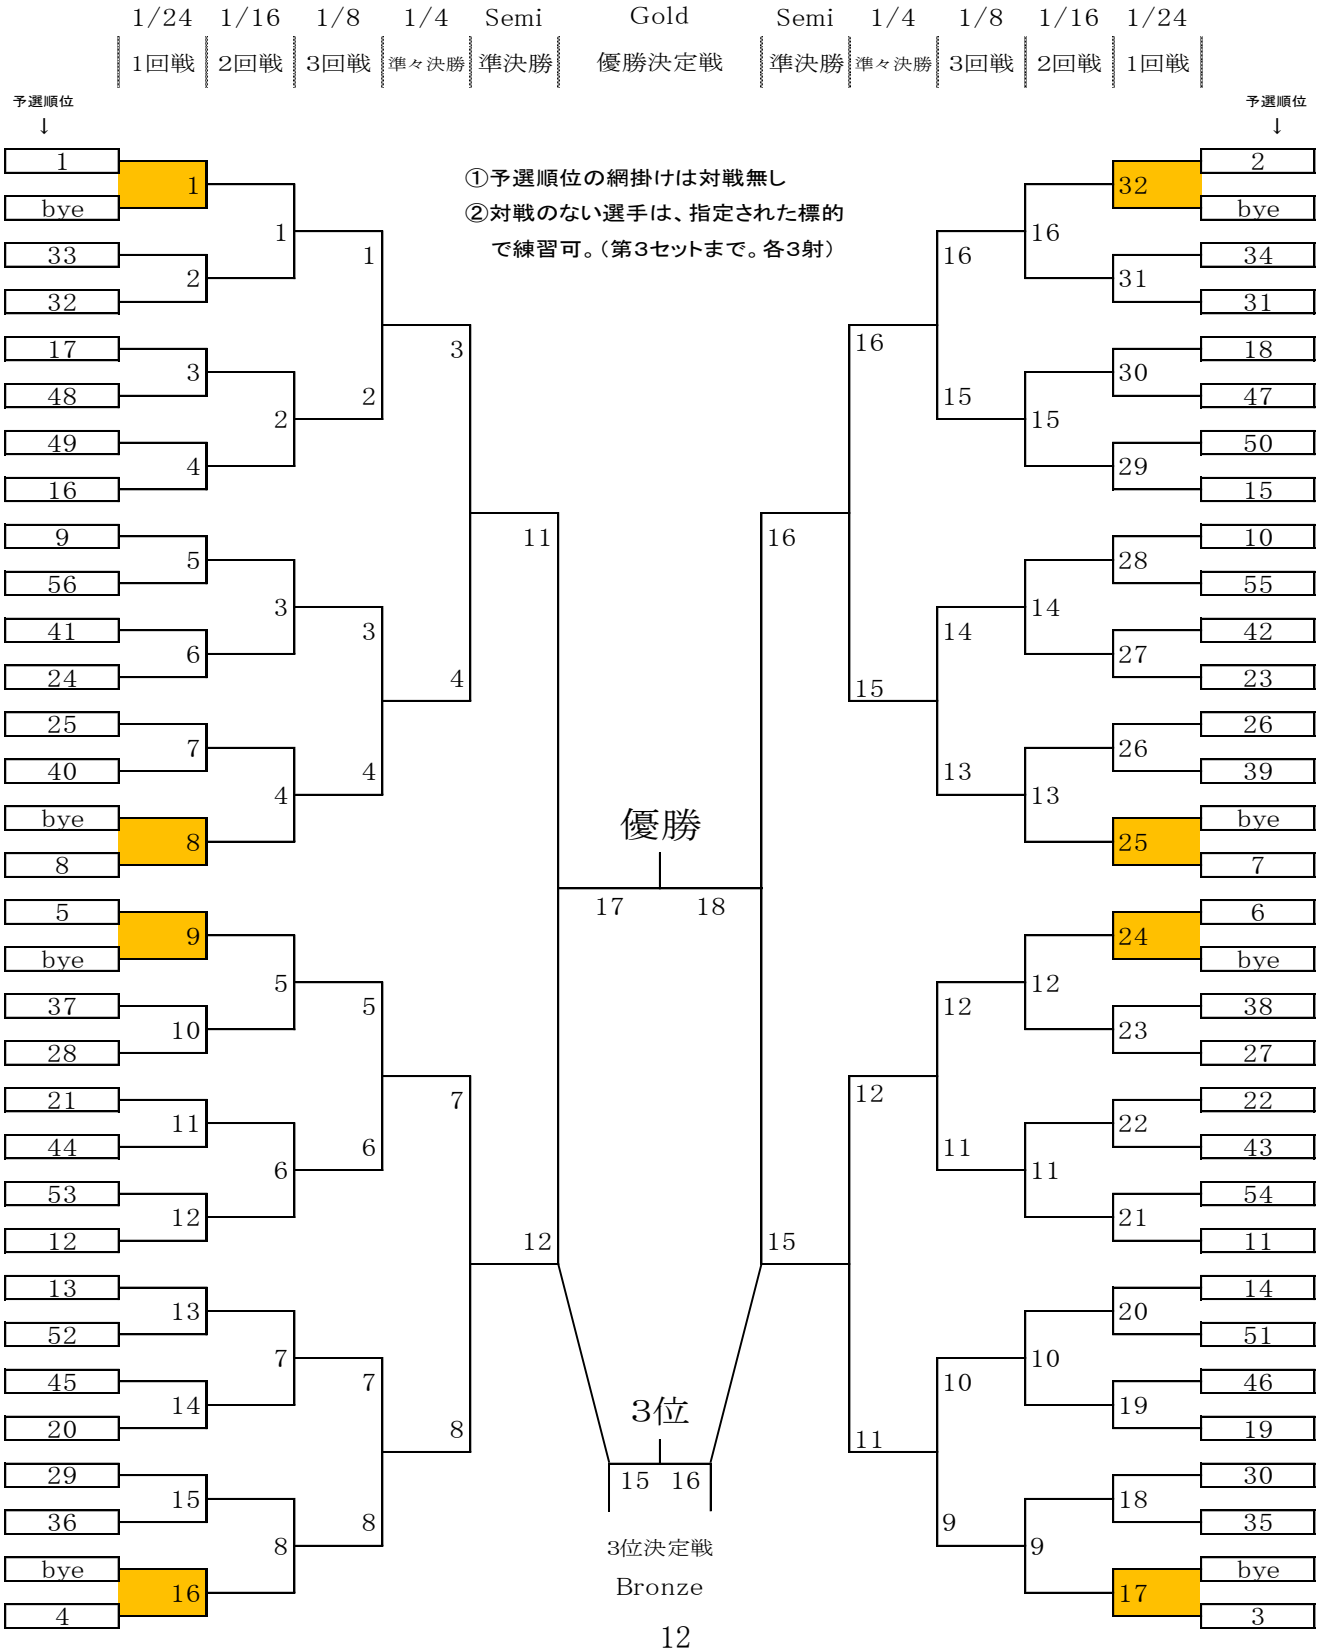 1/24 1/16 1/8 1/4 Semi Gold Semi 1/4 1/8 1/16 1/24
1回戦 2回戦 3回戦 準々決勝 準決勝 優勝決定戦 準決勝 準々決勝 3回戦 2回戦 1回戦
予選順位 予選順位
↓ ↓
1 2
1 ①予選順位の網掛けは対戦無し 32
bye ②対戦のない選手は、指定された標的 bye
1 16
33 で練習可。（第3セットまで。各3射） 34
1 16
2 31
32 31
17 3 16 18
3 30
48 2 15 47
2 15
49 50
4 29
16 15
9 11 16 10
5 28
56 55
3 14
41 3 14 42
6 27
24 4 15 23
25 26
7 26
40 4 13 39
4 13
bye 優勝 bye
8 25
8 7
5 17 18 6
9 24
bye bye
5 12
37 5 12 38
10 23
28 27
21 7 12 22
11 22
44 6 11 43
6 11
53 54
12 21
12 12 15 11
13 14
13 20
52 51
7 10
45 7 10 46
14 3位 19
20 8 11 19
29 15 16 30
15 18
36 8 9 35
8 3位決定戦 9
bye bye
16 Bronze 17
4 3
12